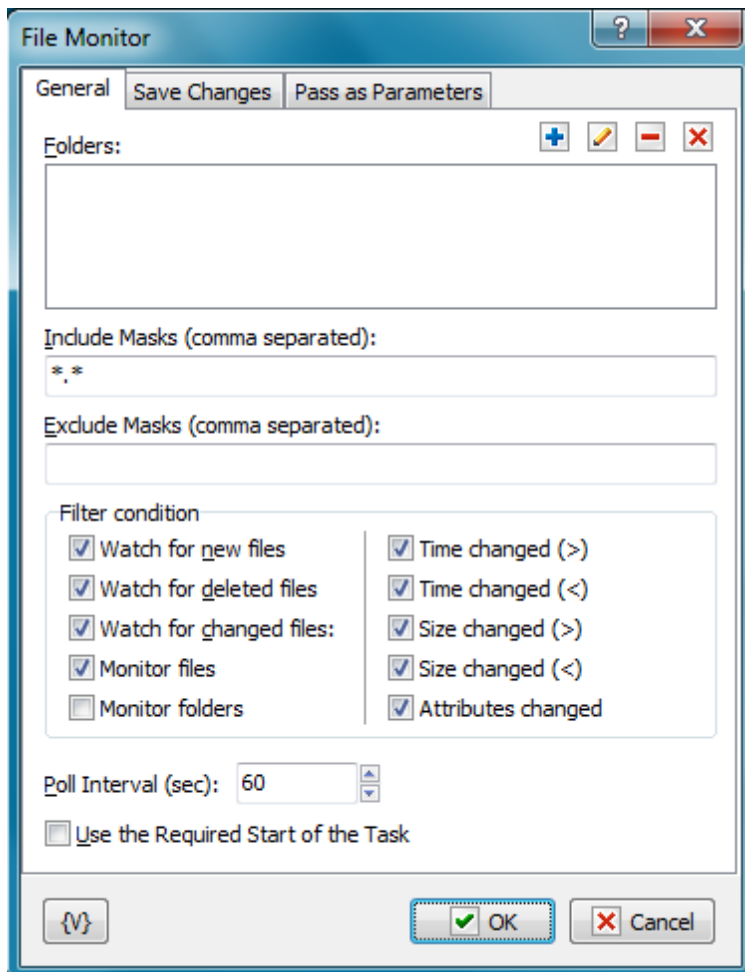 File Monitor
General Save Changes Pass as Parameters
Folders:
Include Masks (comma separated):
*.*
Exclude Masks (comma separated):
Filter condition
Watch for new files
Time changed (>)
Watch for deleted files
Time changed (<)
Watch for changed files:
Size changed (>)
Monitor files
Size changed (<)
Monitor folders
Attributes changed
Poll Interval (sec): 60
Use the Required Start of the Task
{V} OK Cancel